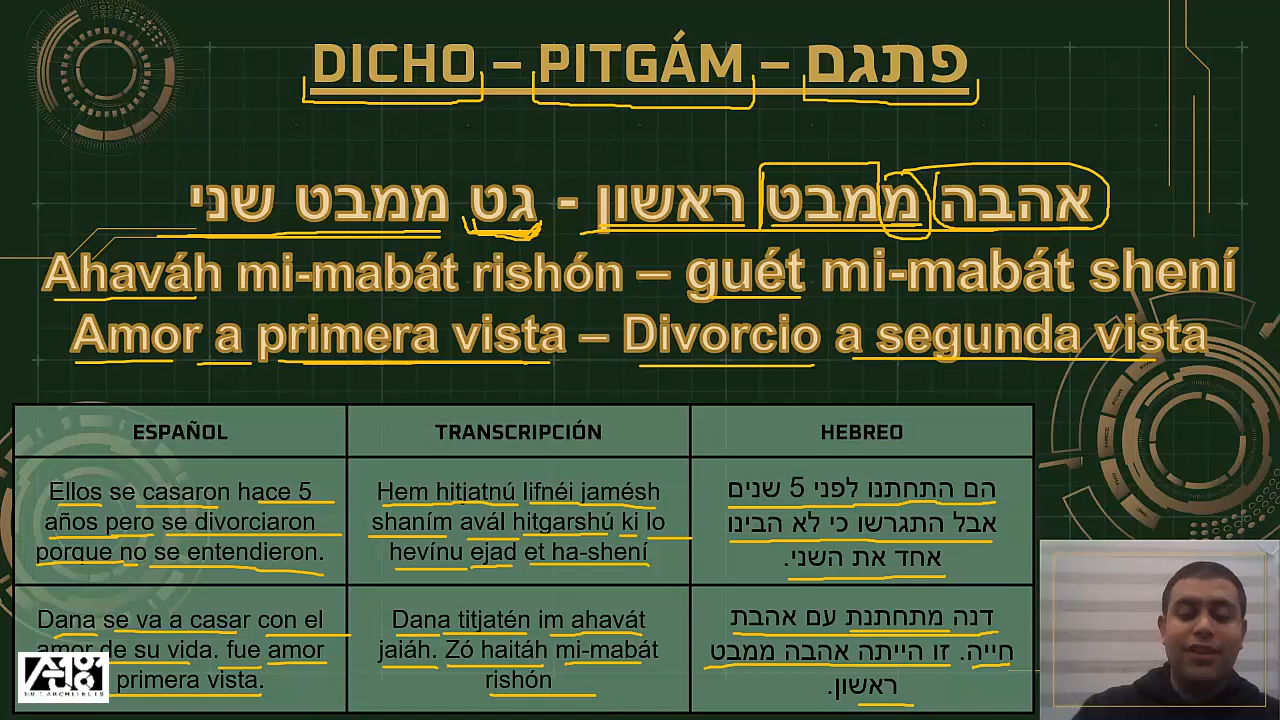 DICHO – PITGÁM – פתגם
אהבה ממבט ראשון - גט ממבט שני
Ahaváh mi-mabát rishón – guét mi-mabát shení
Amor a primera vista – Divorcio a segunda vista
ESPAÑOL
TRANSCRIPCIÓN
HEBREO
Ellos se casaron hace 5
años pero se divorciaron
porque no se entendieron.
Hem hitjatnú lifnéi jamésh
shaním avál hitgarshú ki lo
hevínu ejad et ha-shení
הם התחתנו לפני 5 שנים
אבל התגרשו כי לא הבינו
אחד את השני.
Dana se va a casar con el
amor de su vida. fue amor
primera vista.
Dana titjatén im ahavát
jaiáh. Zó haitáh mi-mabát
rishón
דנה מתחתנת עם אהבת
חייה. זו הייתה אהבה ממבט
ראשון.